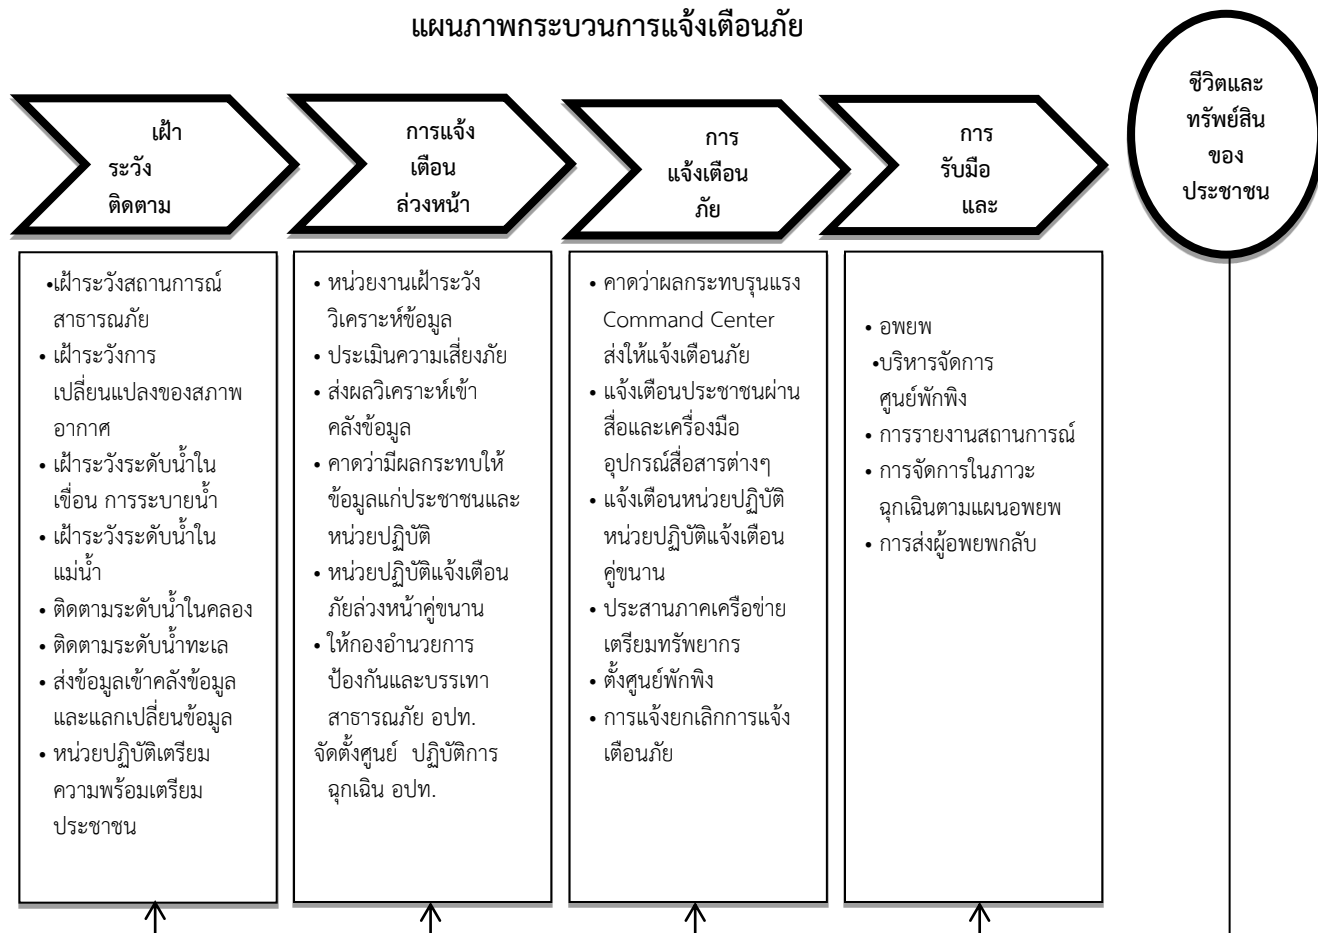 แผนภาพกระบวนการแจ้งเตือนภัย
เฝ้า
ระวัง
ติดตาม
การแจ้ง
เตือน
ล่วงหน้า
การ
แจ้งเตือน
ภัย
การ
รับมือ
และ
ชีวิตและ
ทรัพย์สิน
ของ
ประชาชน
•เฝ้าระวังสถานการณ์
สาธารณภัย
• เฝ้าระวังการ
เปลี่ยนแปลงของสภาพ
อากาศ
• เฝ้าระวังระดับน้ำใน
เขื่อน การระบายน้ำ
• เฝ้าระวังระดับน้ำใน
แม่น้ำ
• ติดตามระดับน้ำในคลอง
• ติดตามระดับน้ำทะเล
• ส่งข้อมูลเข้าคลังข้อมูล
และแลกเปลี่ยนข้อมูล
• หน่วยปฏิบัติเตรียม
ความพร้อมเตรียม
ประชาชน
• หน่วยงานเฝ้าระวัง
วิเคราะห์ข้อมูล
• ประเมินความเสี่ยงภัย
• ส่งผลวิเคราะห์เข้า
คลังข้อมูล
• คาดว่ามีผลกระทบให้
ข้อมูลแก่ประชาชนและ
หน่วยปฏิบัติ
• หน่วยปฏิบัติแจ้งเตือน
ภัยล่วงหน้าคู่ขนาน
• ให้กองอำนวยการ
ป้องกันและบรรเทา
สาธารณภัย อปท.
จัดตั้งศูนย์ ปฏิบัติการ
ฉุกเฉิน อปท.
• คาดว่าผลกระทบรุนแรง
Command Center
ส่งให้แจ้งเตือนภัย
• แจ้งเตือนประชาชนผ่าน
สื่อและเครื่องมือ
อุปกรณ์สื่อสารต่างๆ
• แจ้งเตือนหน่วยปฏิบัติ
หน่วยปฏิบัติแจ้งเตือน
คู่ขนาน
• ประสานภาคเครือข่าย
เตรียมทรัพยากร
• ตั้งศูนย์พักพิง
• การแจ้งยกเลิกการแจ้ง
เตือนภัย
• อพยพ
•บริหารจัดการ
ศูนย์พักพิง
• การรายงานสถานการณ์
• การจัดการในภาวะ
ฉุกเฉินตามแผนอพยพ
• การส่งผู้อพยพกลับ